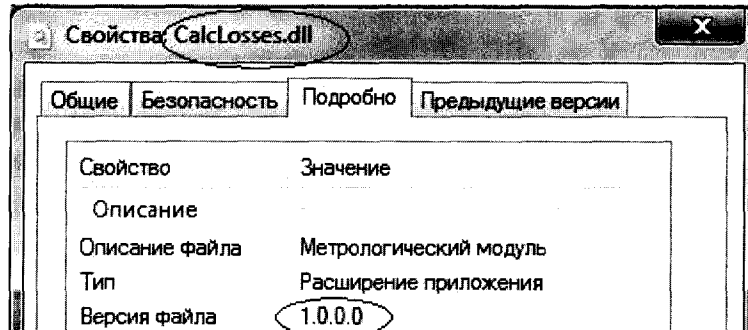 Свойства: CalcLosses.dll
Общие Безопасность Подробно Предыдущие версии
Свойство Значение
Описание
Описание файла Метрологический модуль
Тип Расширение приложения
Версия файла 1.0.0.0